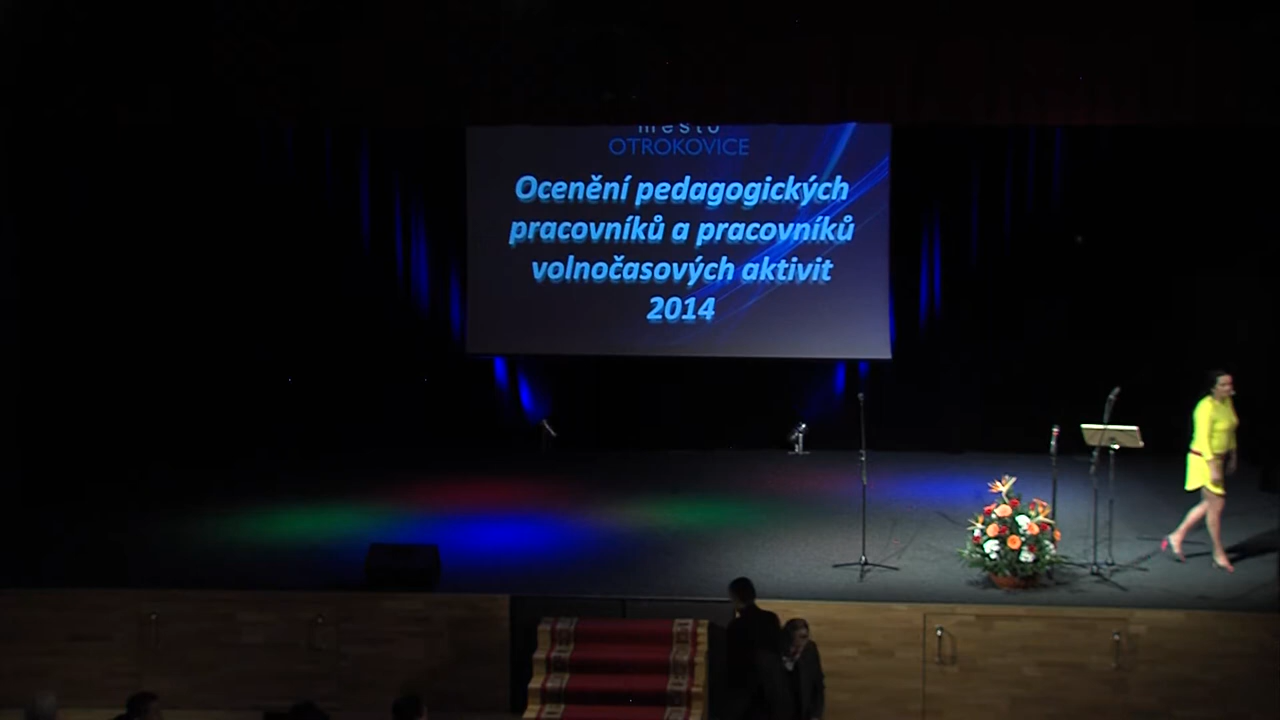 město
OTROKOVICE
Ocenění pedagogických
pracovníků a pracovníků
volnočasových aktivit
2014